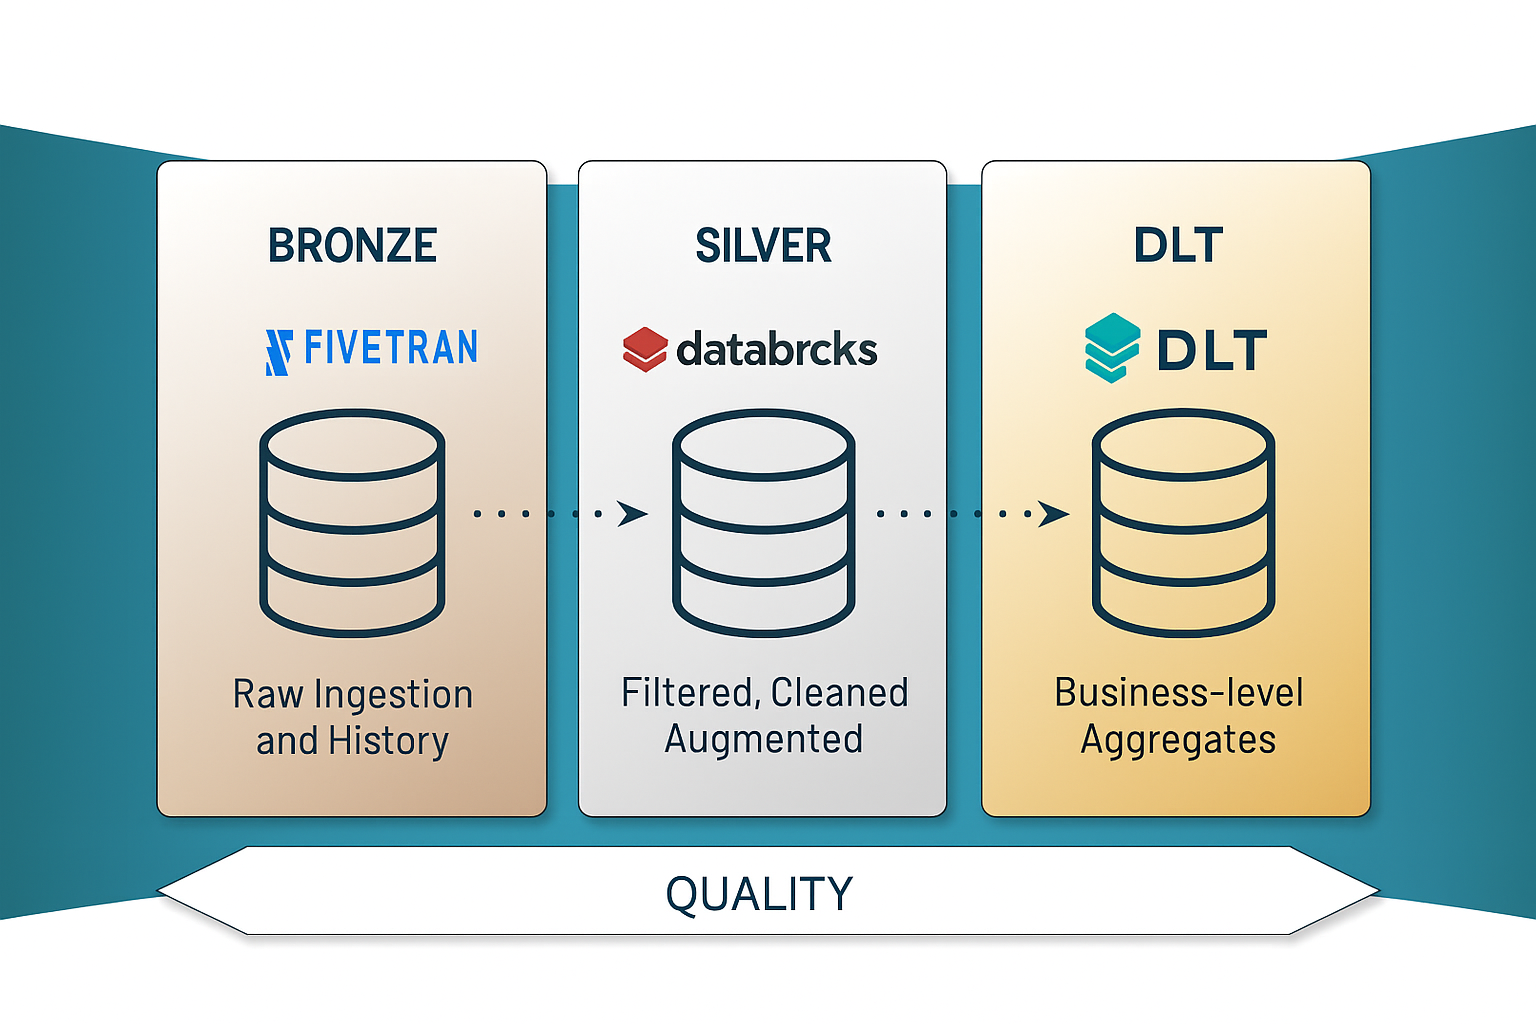 BRONZE
FIVETRAN
Raw Ingestion
and History
SILVER
databrcks
Filtered, Cleaned
Augmented
DLT
DLT
Business-level
Aggregates
QUALITY